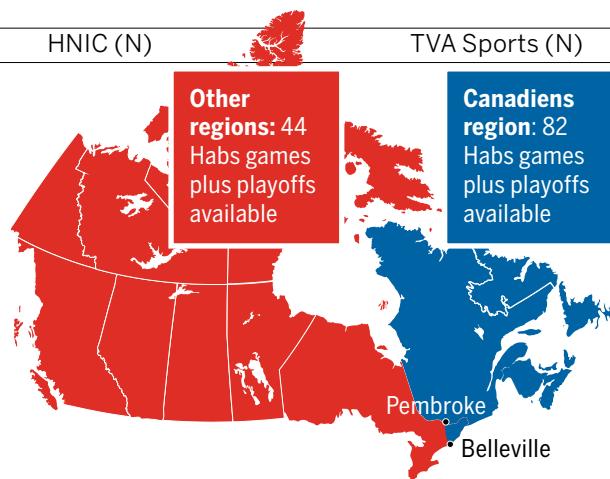 HNIC (N)
TVA Sports (N)
Other
regions: 44
Habs games
plus playoffs
available
Canadiens
region: 82
Habs games
plus playoffs
available
Pembroke
Belleville